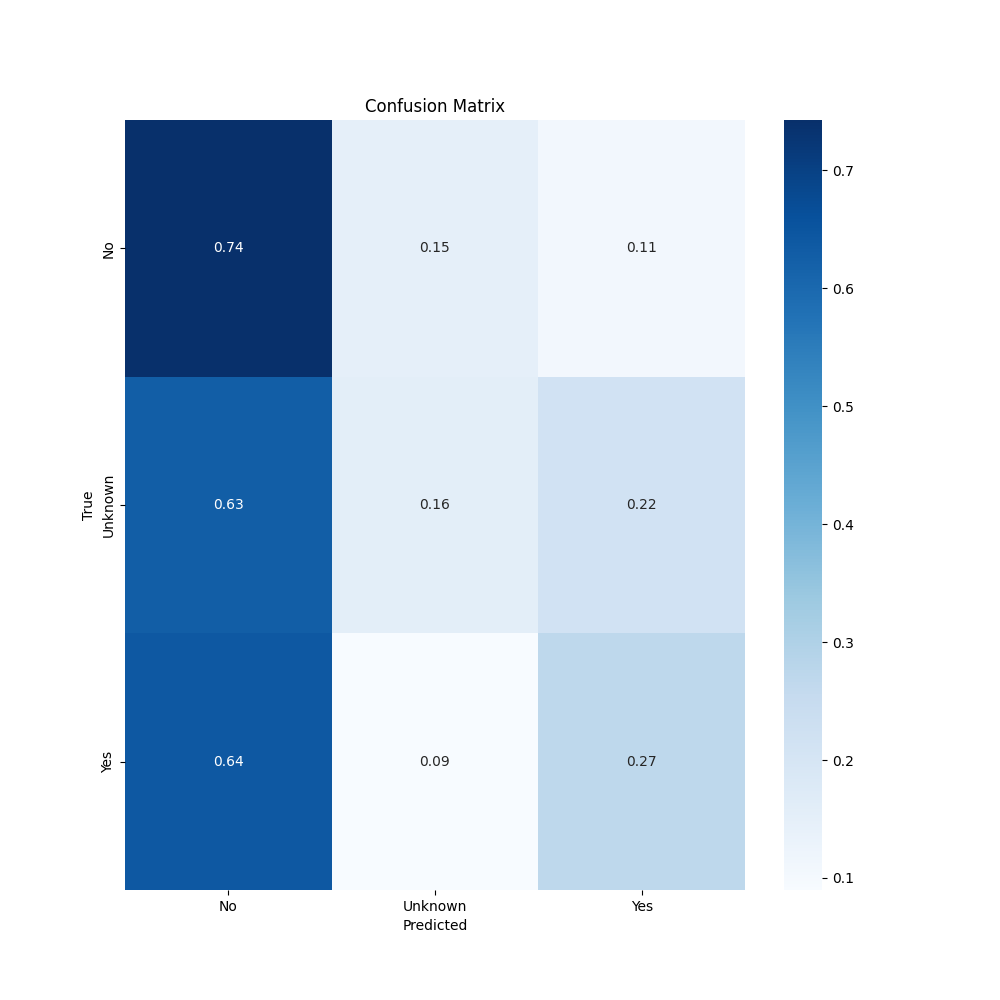 Confusion Matrix
True
No
Unknown
Yes
0.74 0.15 0.11
0.63 0.16 0.22
0.64 0.09 0.27
No Unknown Yes
Predicted
0.7
0.6
0.5
0.4
0.3
0.2
0.1